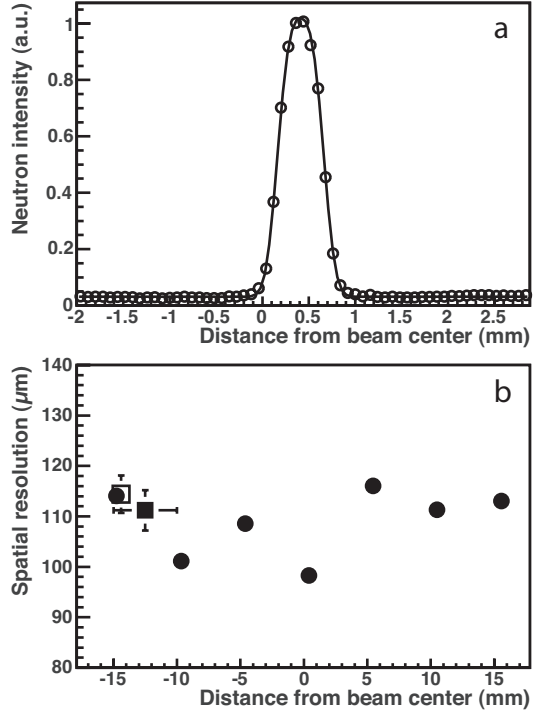 a
Neutron intensity (a.u.)
1
0.8
0.6
0.4
0.2
0
-2 -1.5 -1 -0.5 0 0.5 1 1.5 2 2.5
Distance from beam center (mm)
b
Spatial resolution (μm)
140
130
120
110
100
90
80
-15 -10 -5 0 5 10 15
Distance from beam center (mm)